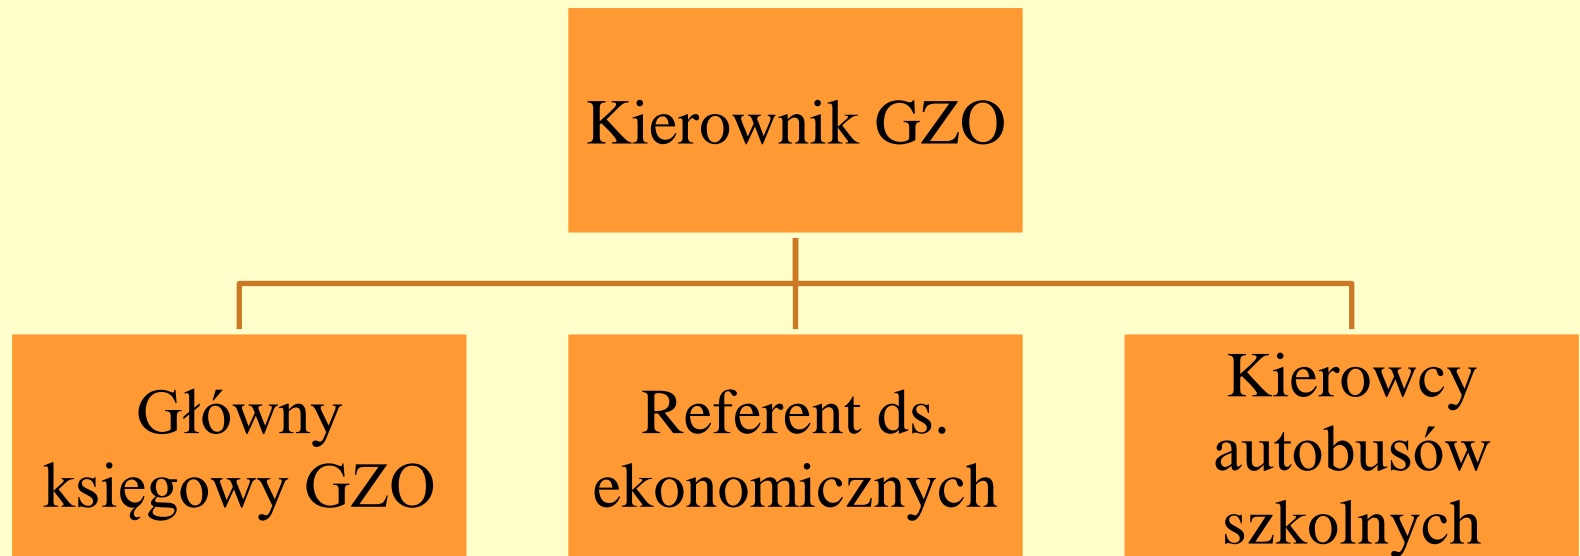 Kierownik GZO
Główny
księgowy GZO
Referent ds.
ekonomicznych
Kierowcy
autobusów
szkolnych